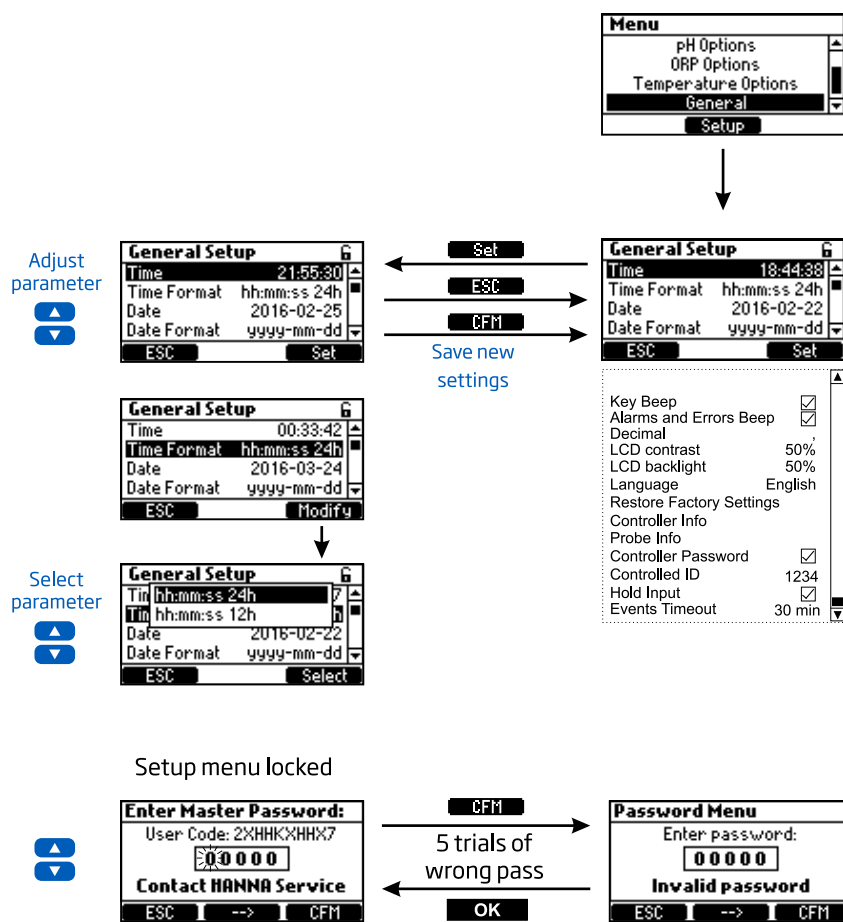 Menu
pH Options
ORP Options
Temperature Options
General
Setup
Adjust
parameter
General Setup
Time 21:55:30
Time Format hh:mm:ss 24h
Date 2016-02-25
Date Format yyyy-mm-dd
ESC Set
Set
ESC
CFM
Save new
settings
General Setup
Time 18:44:38
Time Format hh:mm:ss 24h
Date 2016-02-22
Date Format yyyy-mm-dd
ESC Set
Key Beep
Alarms and Errors Beep
Decimal ,
LCD contrast 50%
LCD backlight 50%
Language English
Restore Factory Settings
Controller Info
Probe Info
Controller Password
Controlled ID 1234
Hold Input
Events Timeout 30 min
General Setup
Time 00:33:42
Time Format hh:mm:ss 24h
Date 2016-03-24
Date Format yyyy-mm-dd
ESC Modify
Select
parameter
General Setup
Tin hh:mm:ss 24h 7
Tin hh:mm:ss 12h h
Date 2016-02-22
Date Format yyyy-mm-dd
ESC Select
Setup menu locked
Enter Master Password:
User Code: 2XHHKXHHX7
00000
Contact HANNA Service
ESC --> CFM
CFM
5 trials of
wrong pass
OK
Password Menu
Enter password:
00000
Invalid password
ESC --> CFM